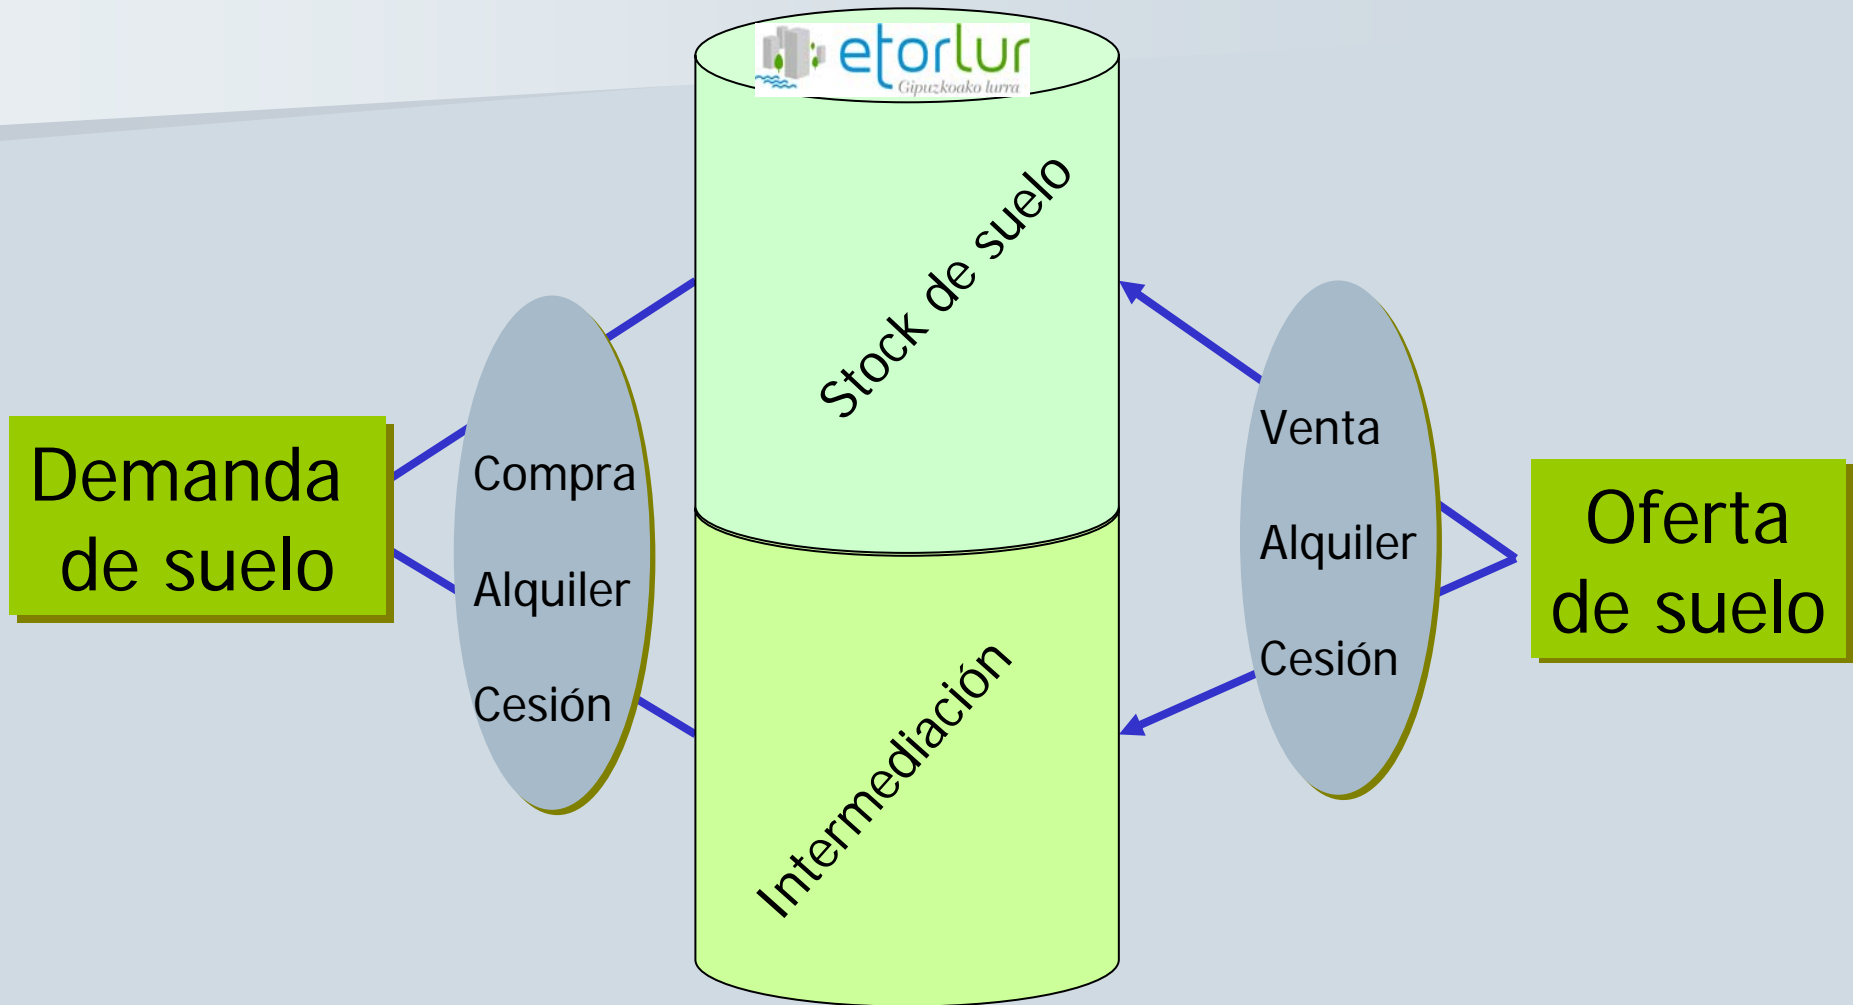 etorlur
Gipuzkoako lurra
Stock de suelo
Intermediación
Demanda
de suelo
Compra
Alquiler
Cesión
Venta
Alquiler
Cesión
Oferta
de suelo